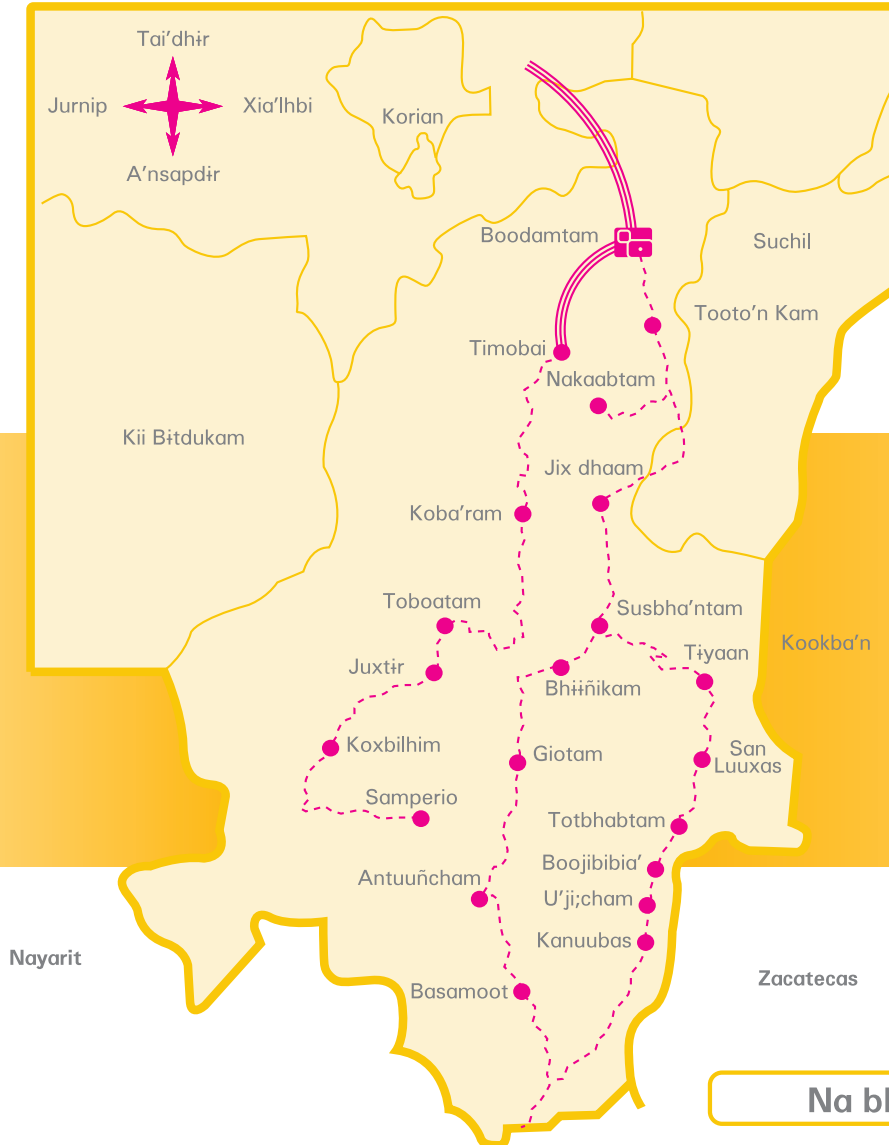 Tai'dhɨr
Jurnip
Xia'lhbi
A'nsapdɨr
Korian
Boodamtam
Suchil
Tooto'n Kam
Timobai
Nakaabtam
Kii Bɨtdukam
Jix dhaam
Koba'ram
Toboatam
Susbha'ntam
Kookba'n
Tɨyaan
Juxtɨr
Bhɨɨñikam
Koxbilhim
Giotam
San
Luuxas
Samperio
Totbhabtam
Boojibibia'
Antuuñcham
U'ji;cham
Kanuubas
Nayarit
Zacatecas
Basamoot